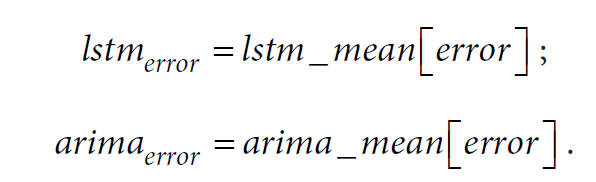 lstm_error = lstm_mean[error];
arima_error = arima_mean[error].